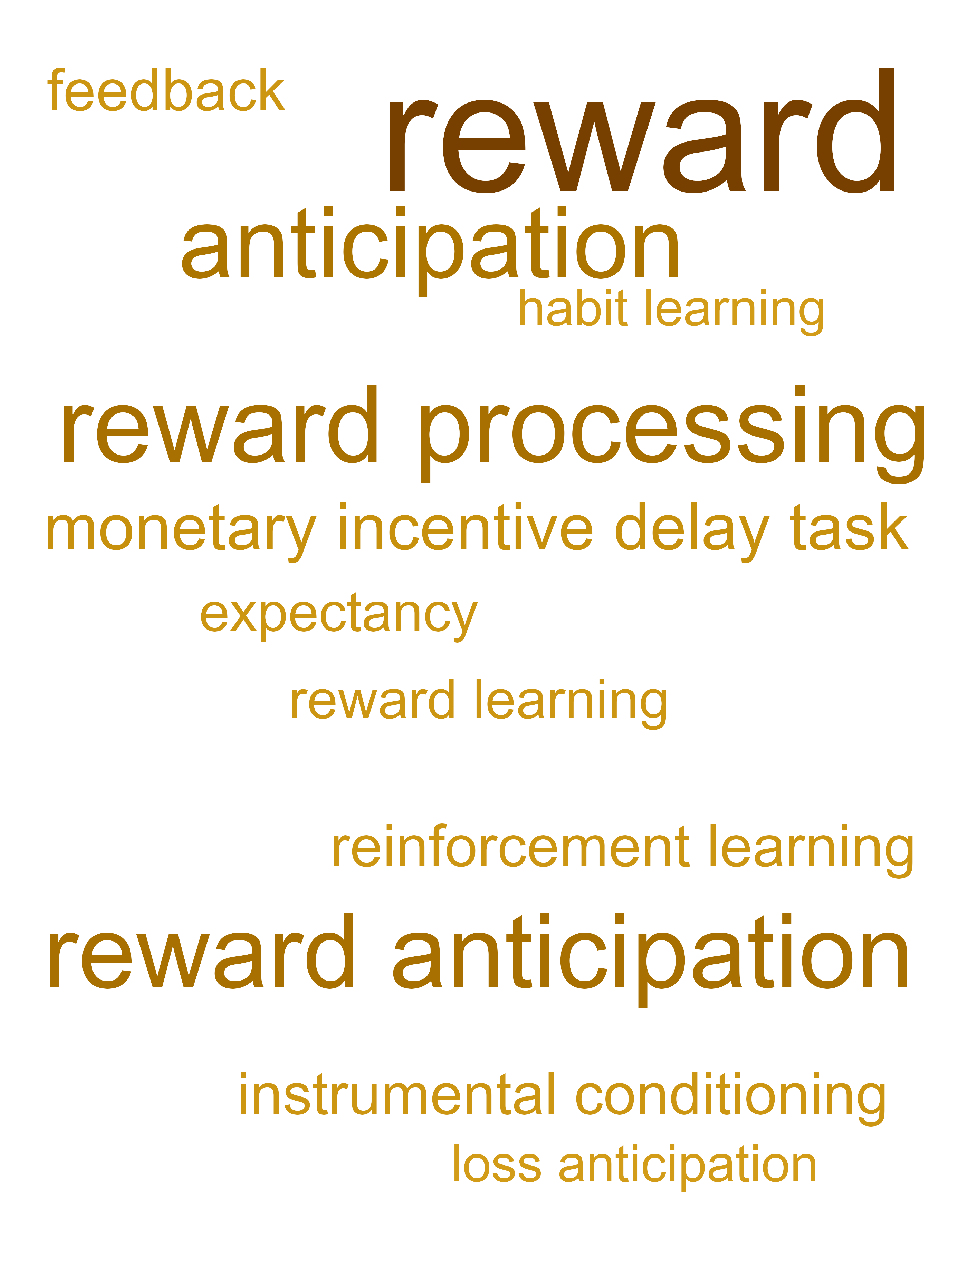 feedback
reward
anticipation
habit learning
reward processing
monetary incentive delay task
expectancy
reward learning
reinforcement learning
reward anticipation
instrumental conditioning
loss anticipation